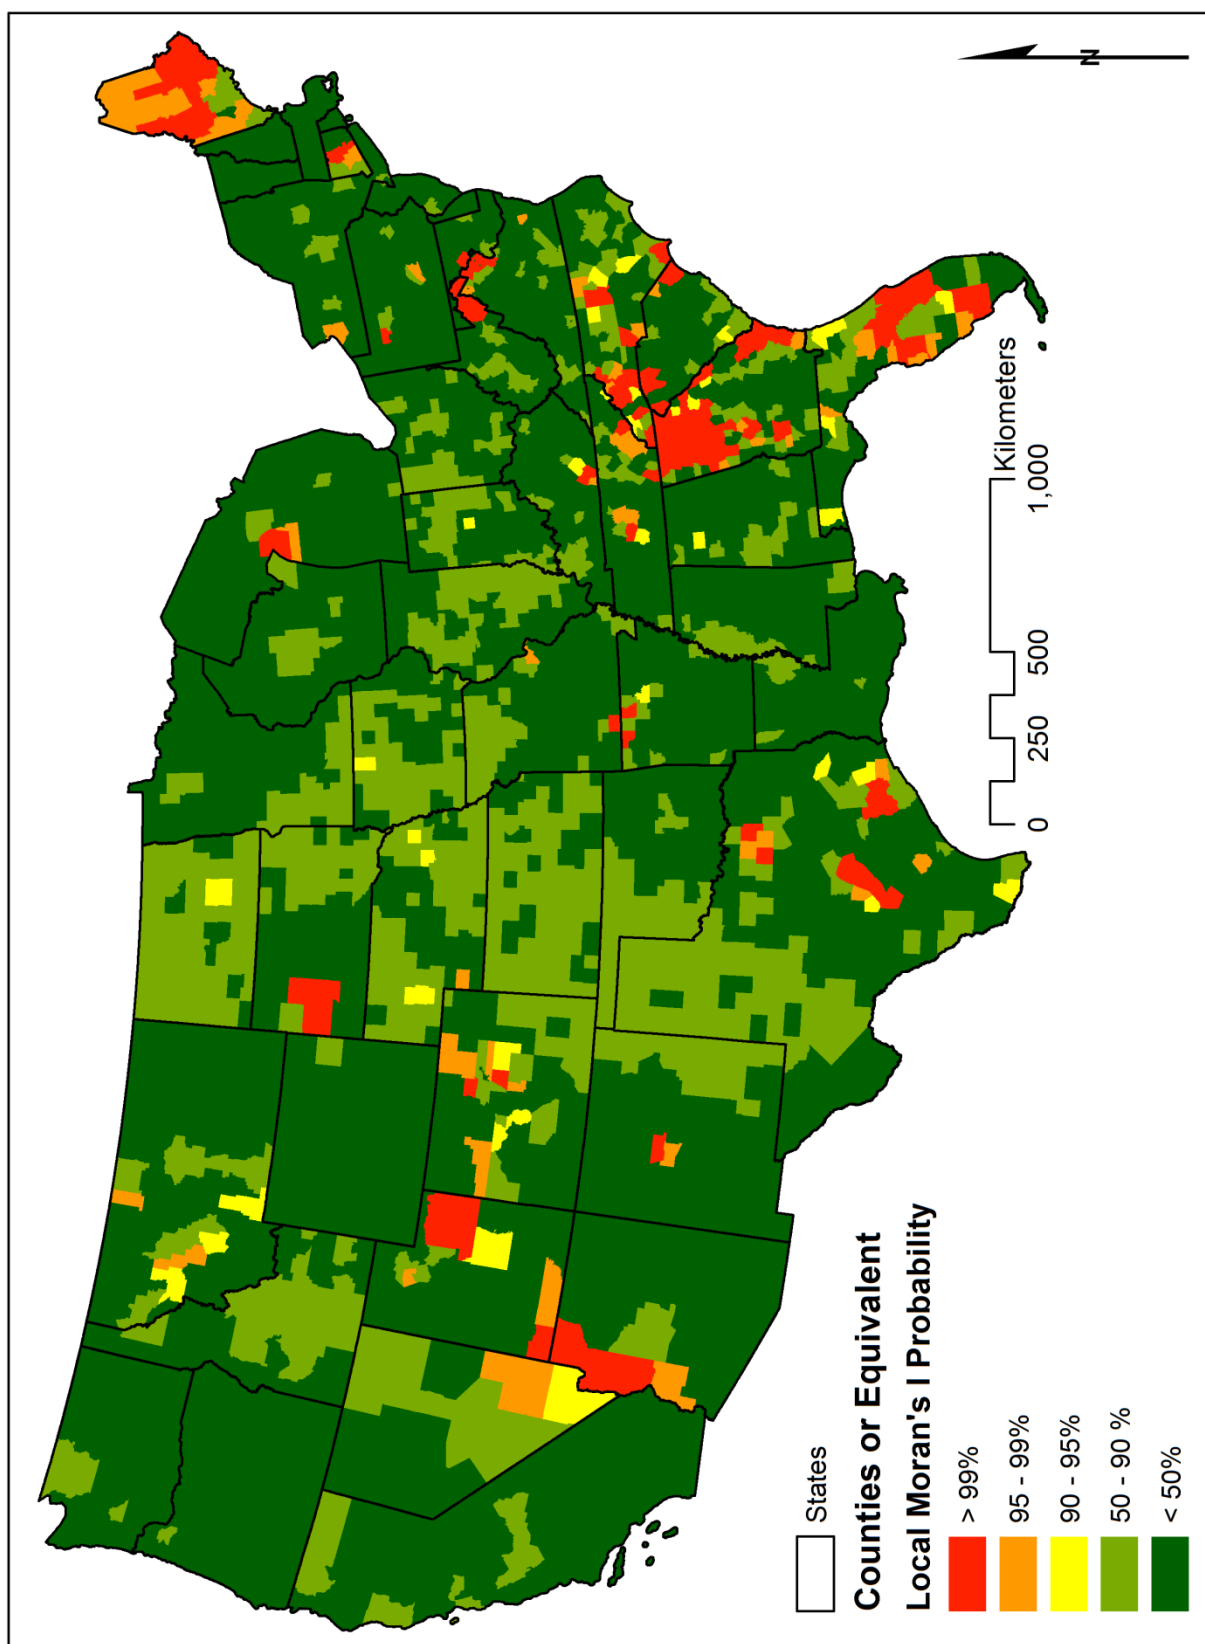 N
Kilometers
0 250 500 1,000
States
Counties or Equivalent
Local Moran's I Probability
> 99%
95 - 99%
90 - 95%
50 - 90 %
< 50%